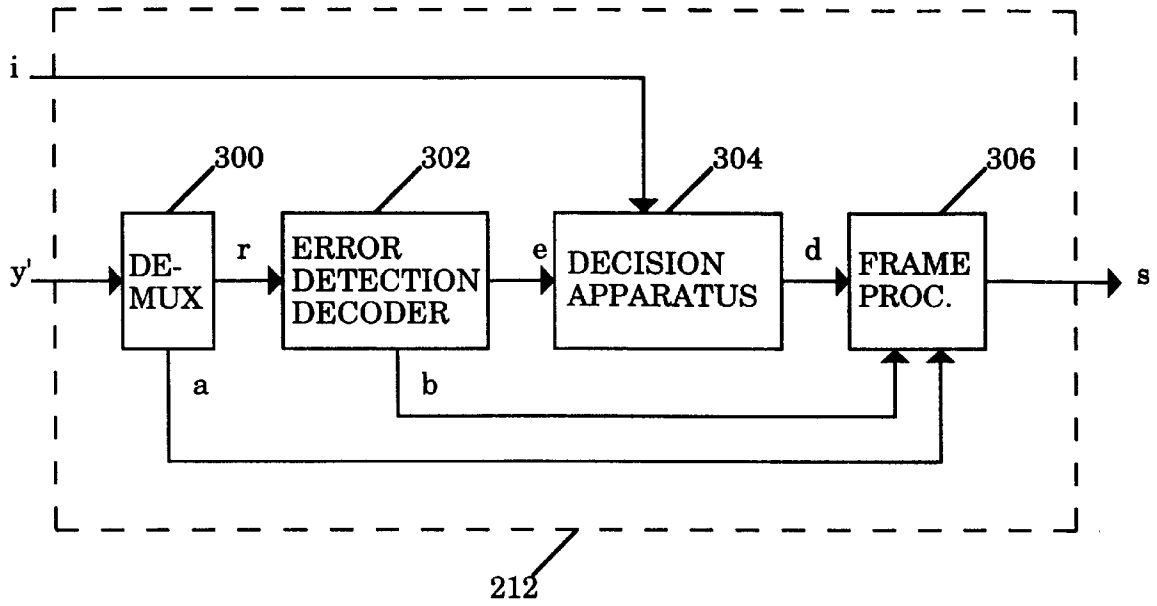 i
300
302
304
306
y'
DE-
MUX
r
ERROR
DETECTION
DECODER
e
DECISION
APPARATUS
d
FRAME
PROC.
s
a
b
212